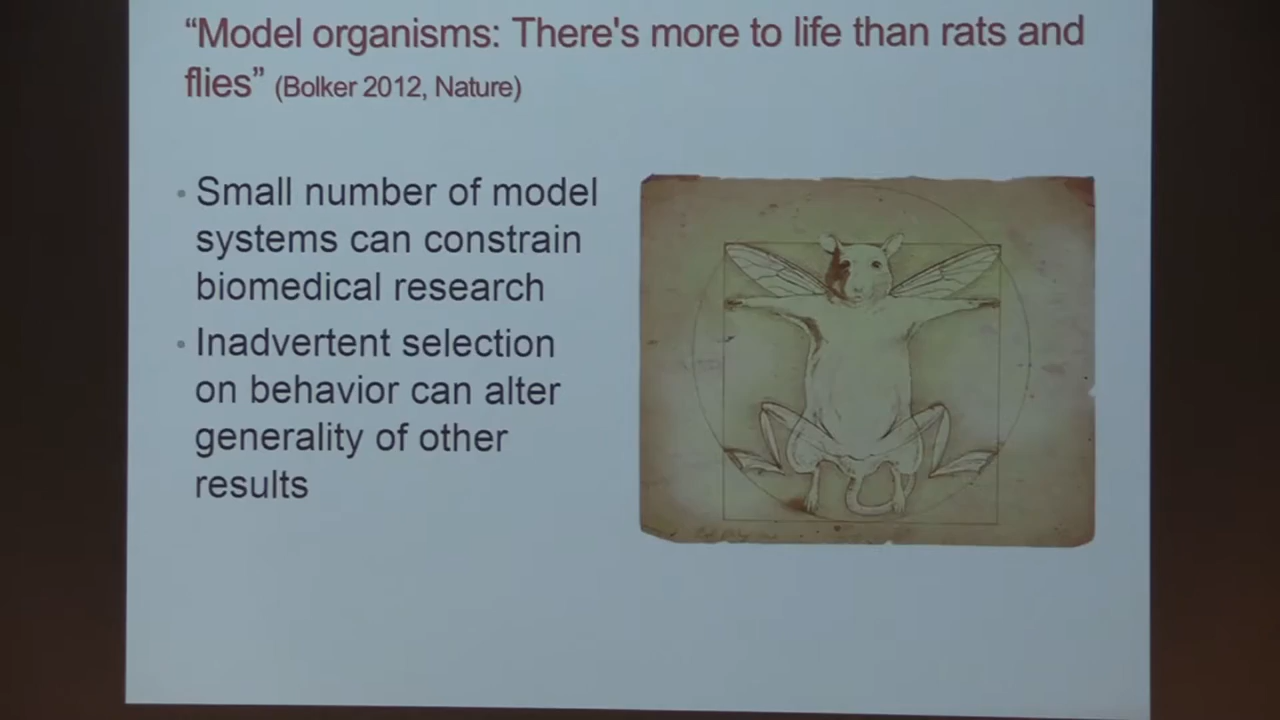 “Model organisms: There's more to life than rats and
flies” (Bolker 2012, Nature)
• Small number of model
systems can constrain
biomedical research
• Inadvertent selection
on behavior can alter
generality of other
results